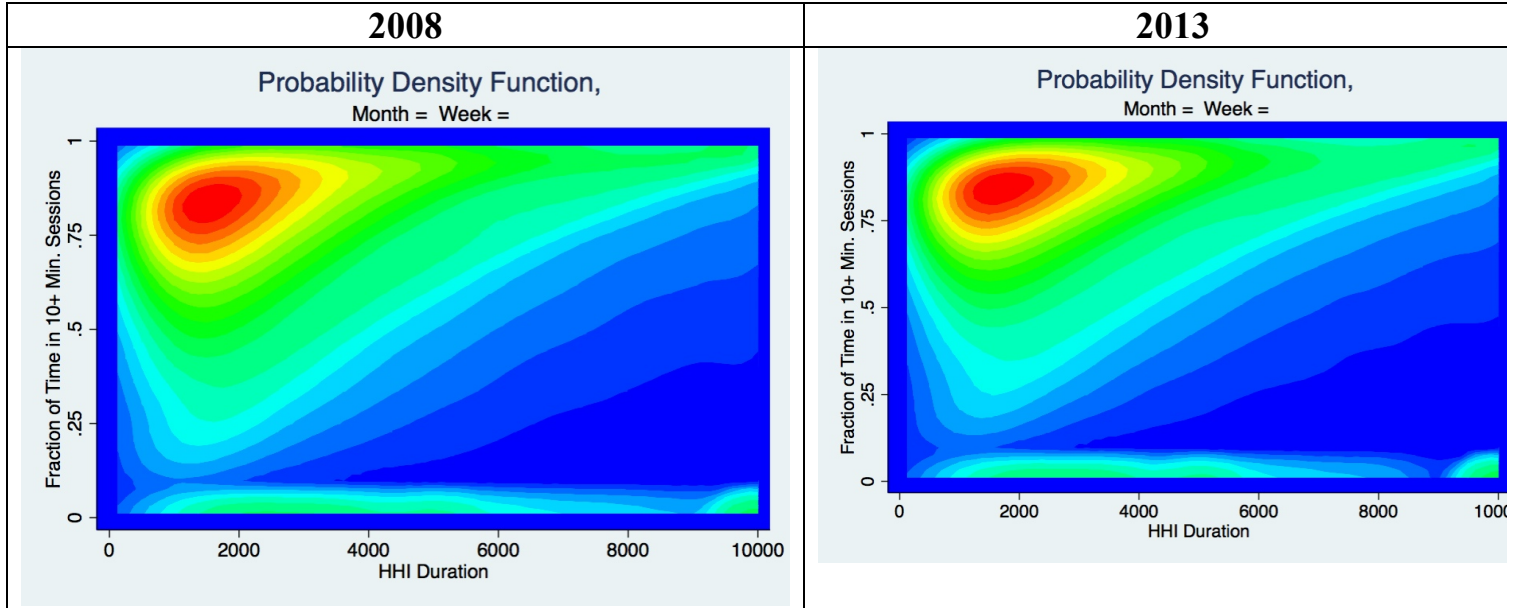 2008
Probability Density Function,
Month = Week =
Fraction of Time in 10+ Min. Sessions
1
.75
.5
.25
0
0 2000 4000 6000 8000 10000
HHI Duration
2013
Probability Density Function,
Month = Week =
Fraction of Time in 10+ Min. Sessions
1
.75
.5
.25
0
0 2000 4000 6000 8000 1000
HHI Duration